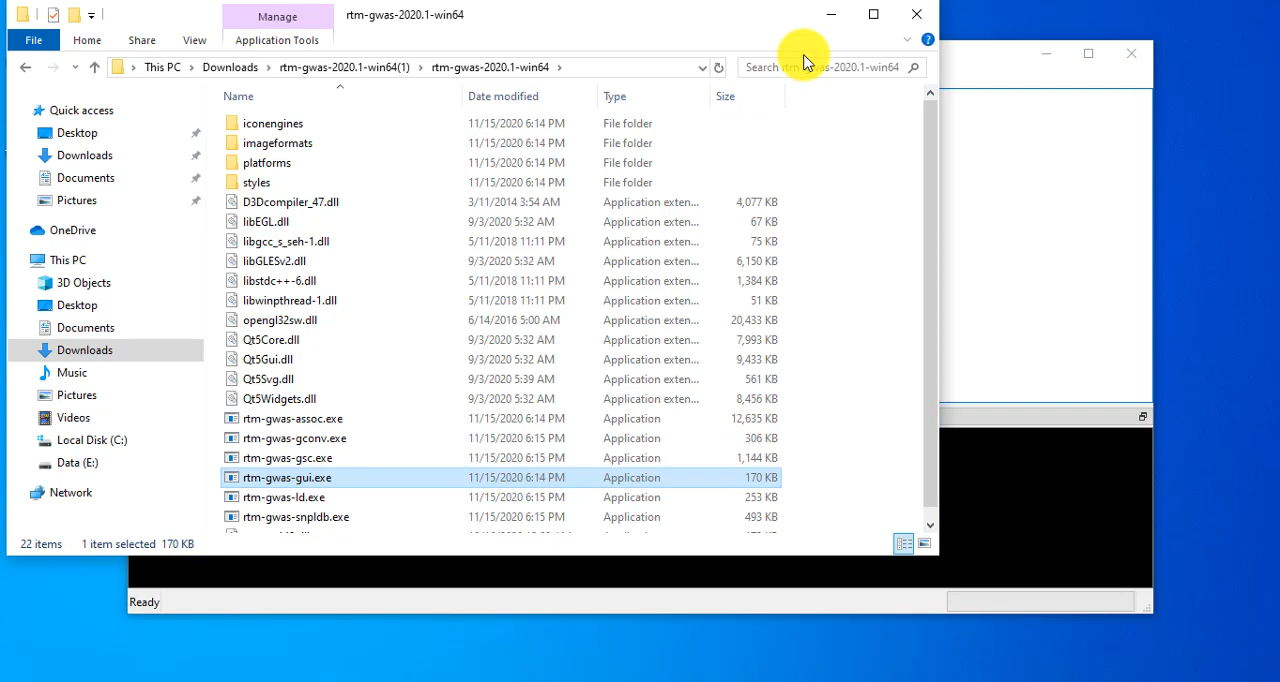 Manage
rtm-gwas-2020.1-win64
File
Home
Share
View
Application Tools
This PC
Downloads
rtm-gwas-2020.1-win64(1)
rtm-gwas-2020.1-win64
Search rtm-gwas-2020.1-win64
Name
Date modified
Type
Size
Quick access
Desktop
Downloads
Documents
Pictures
OneDrive
This PC
3D Objects
Desktop
Documents
Downloads
Music
Pictures
Videos
Local Disk (C:)
Data (E:)
Network
iconengines 11/15/2020 6:14 PM File folder
imageformats 11/15/2020 6:14 PM File folder
platforms 11/15/2020 6:14 PM File folder
styles 11/15/2020 6:14 PM File folder
D3Dcompiler_47.dll 3/11/2014 3:54 AM Application exten... 4,077 KB
libEGL.dll 9/3/2020 5:32 AM Application exten... 67 KB
libgcc_s_seh-1.dll 5/11/2018 11:11 PM Application exten... 75 KB
libGLESv2.dll 9/3/2020 5:32 AM Application exten... 6,150 KB
libstdc++-6.dll 5/11/2018 11:11 PM Application exten... 1,384 KB
libwinpthread-1.dll 5/11/2018 11:11 PM Application exten... 51 KB
opengl32sw.dll 6/14/2016 5:00 AM Application exten... 20,433 KB
Qt5Core.dll 9/3/2020 5:32 AM Application exten... 7,993 KB
Qt5Gui.dll 9/3/2020 5:32 AM Application exten... 9,433 KB
Qt5Svg.dll 9/3/2020 5:39 AM Application exten... 561 KB
Qt5Widgets.dll 9/3/2020 5:32 AM Application exten... 8,456 KB
rtm-gwas-assoc.exe 11/15/2020 6:14 PM Application 12,635 KB
rtm-gwas-gconv.exe 11/15/2020 6:15 PM Application 306 KB
rtm-gwas-gsc.exe 11/15/2020 6:15 PM Application 1,144 KB
rtm-gwas-gui.exe 11/15/2020 6:14 PM Application 170 KB
rtm-gwas-ld.exe 11/15/2020 6:15 PM Application 253 KB
rtm-gwas-snpldb.exe 11/15/2020 6:15 PM Application 493 KB
22 items
1 item selected 170 KB
Ready